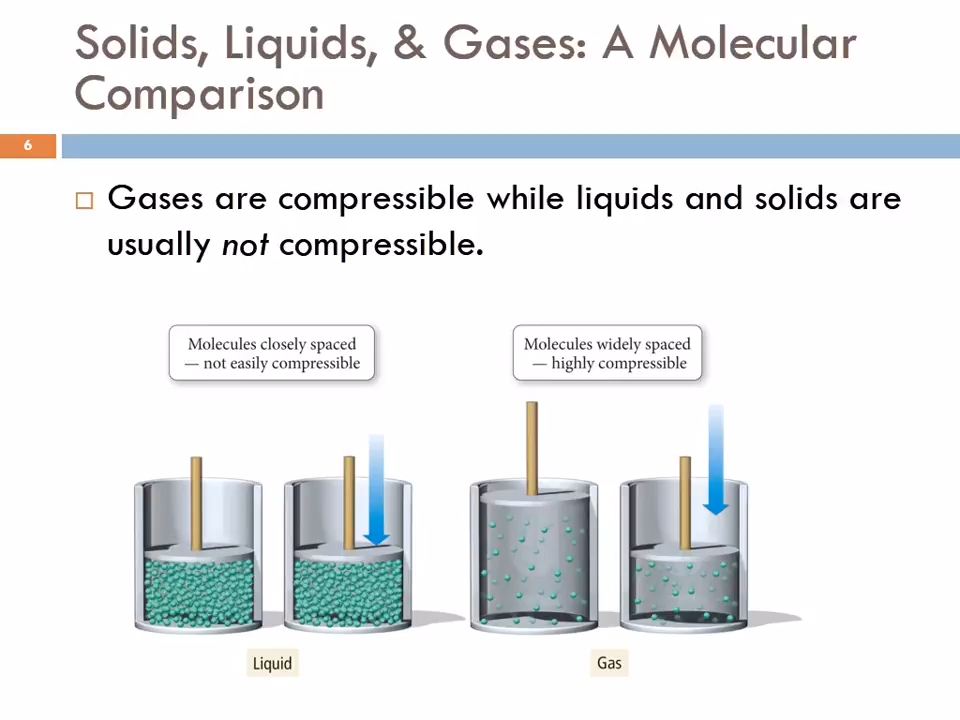 Solids, Liquids, & Gases: A Molecular
Comparison
6
Gases are compressible while liquids and solids are
usually not compressible.
Molecules closely spaced
— not easily compressible
Molecules widely spaced
— highly compressible
Liquid
Gas